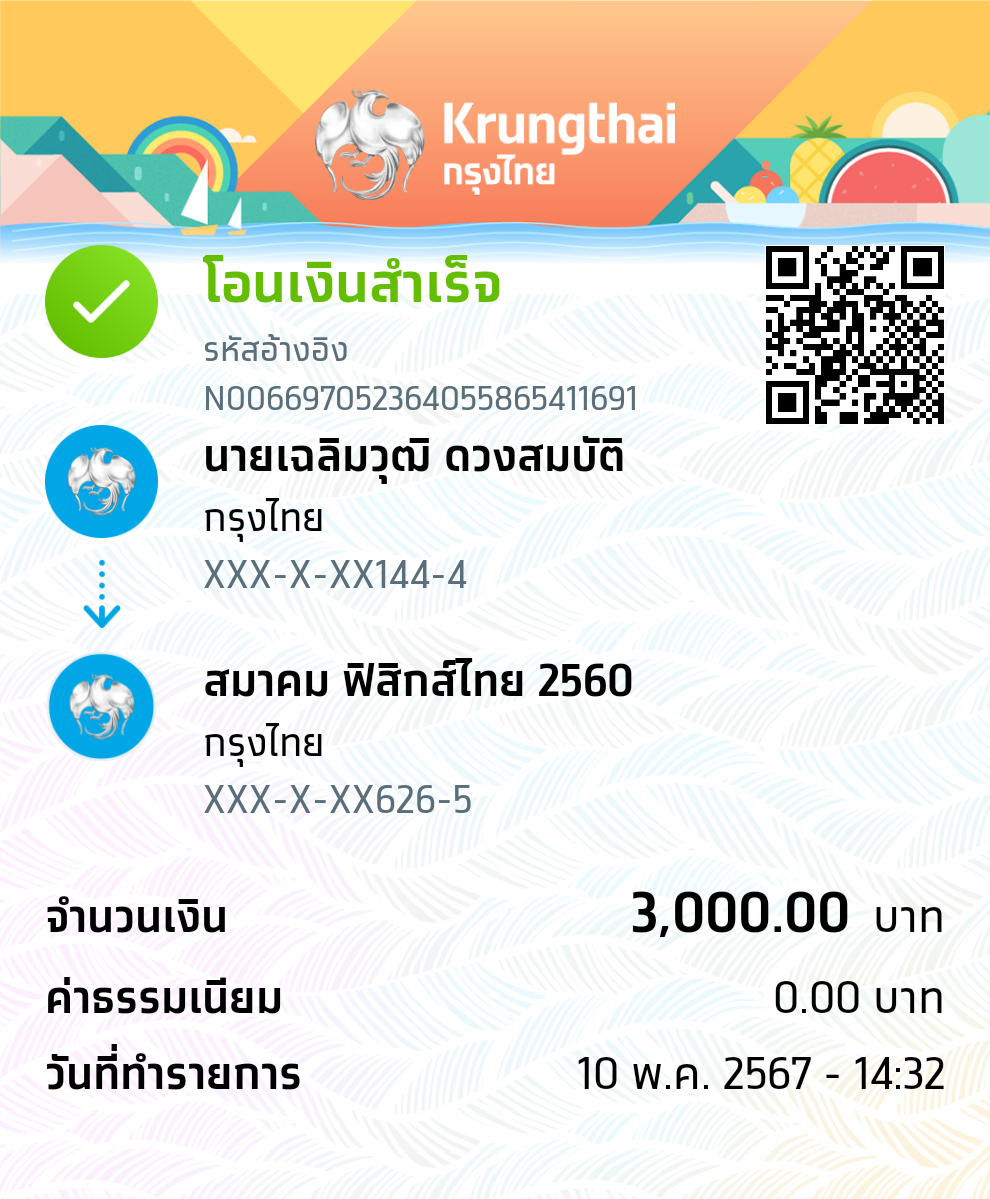 Krungthai
กรุงไทย
โอนเงินสำเร็จ
รหัสอ้างอิง
N006697052364055865411691
นายเฉลิมวุฒิ ดวงสมบัติ
กรุงไทย
XXX-X-XX144-4
สมาคม ฟิสิกส์ไทย 2560
กรุงไทย
XXX-X-XX626-5
จำนวนเงิน 3,000.00 บาท
ค่าธรรมเนียม 0.00 บาท
วันที่ทำรายการ 10 พ.ค. 2567 - 14:32